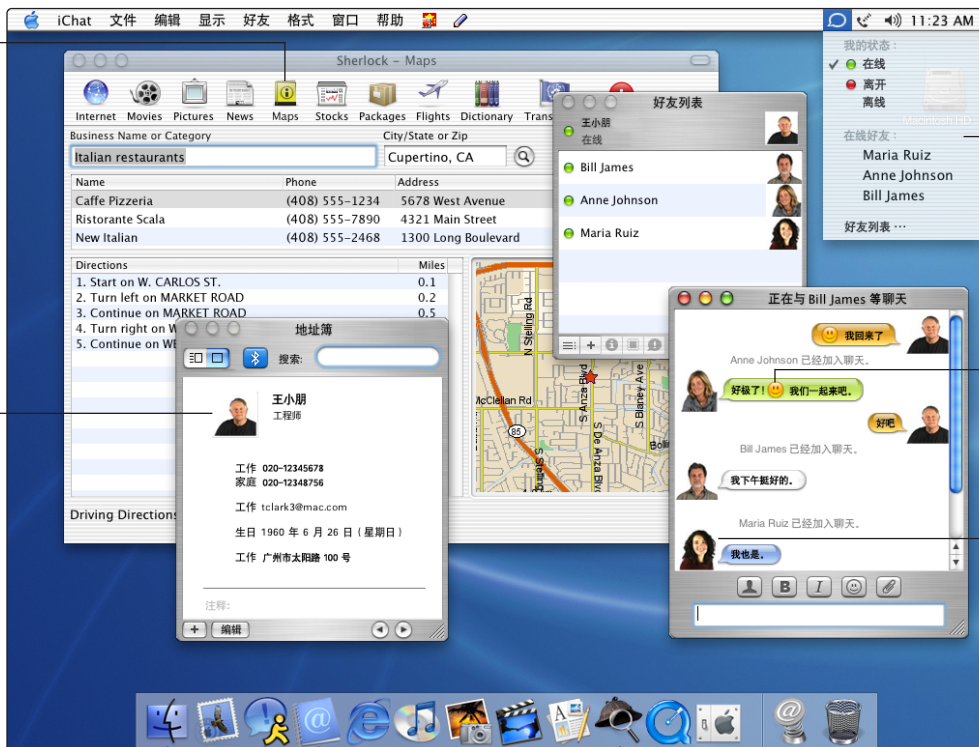 iChat 文件 编辑 显示 好友 格式 窗口 帮助 11:23 AM
我的状态：
✓ 在线
离开
离线
Macintosh HD
在线好友：
Maria Ruiz
Anne Johnson
Bill James
好友列表 …
Sherlock – Maps
Internet Movies Pictures News Maps Stocks Packages Flights Dictionary Trans
Business Name or Category City/State or Zip
Italian restaurants Cupertino, CA
Name Phone Address
Caffe Pizzeria (408) 555-1234 5678 West Avenue
Ristorante Scala (408) 555-7890 4321 Main Street
New Italian (408) 555-2468 1300 Long Boulevard
Directions Miles
1. Start on W. CARLOS ST. 0.1
2. Turn left on MARKET ROAD 0.2
3. Continue on MARKET ROAD 0.5
4. Turn right on W
5. Continue on WE
Driving Directions
N Stelling Rd
McClellan Rd
S De Anza Blv
S Blaney Ave
85
Boli
好友列表
王小朋
在线
Bill James
Anne Johnson
Maria Ruiz
地址簿
搜索:
王小朋
工程师
工作 020-12345678
家庭 020-12348756
工作 tclark3@mac.com
生日 1960 年 6 月 26 日（星期日）
工作 广州市太阳路 100 号
注释:
编辑
正在与 Bill James 等聊天
我回来了
Anne Johnson 已经加入聊天。
好极了! 我们一起来吧。
好吧
Bill James 已经加入聊天。
我下午挺好的。
Maria Ruiz 已经加入聊天。
我也是。
B I